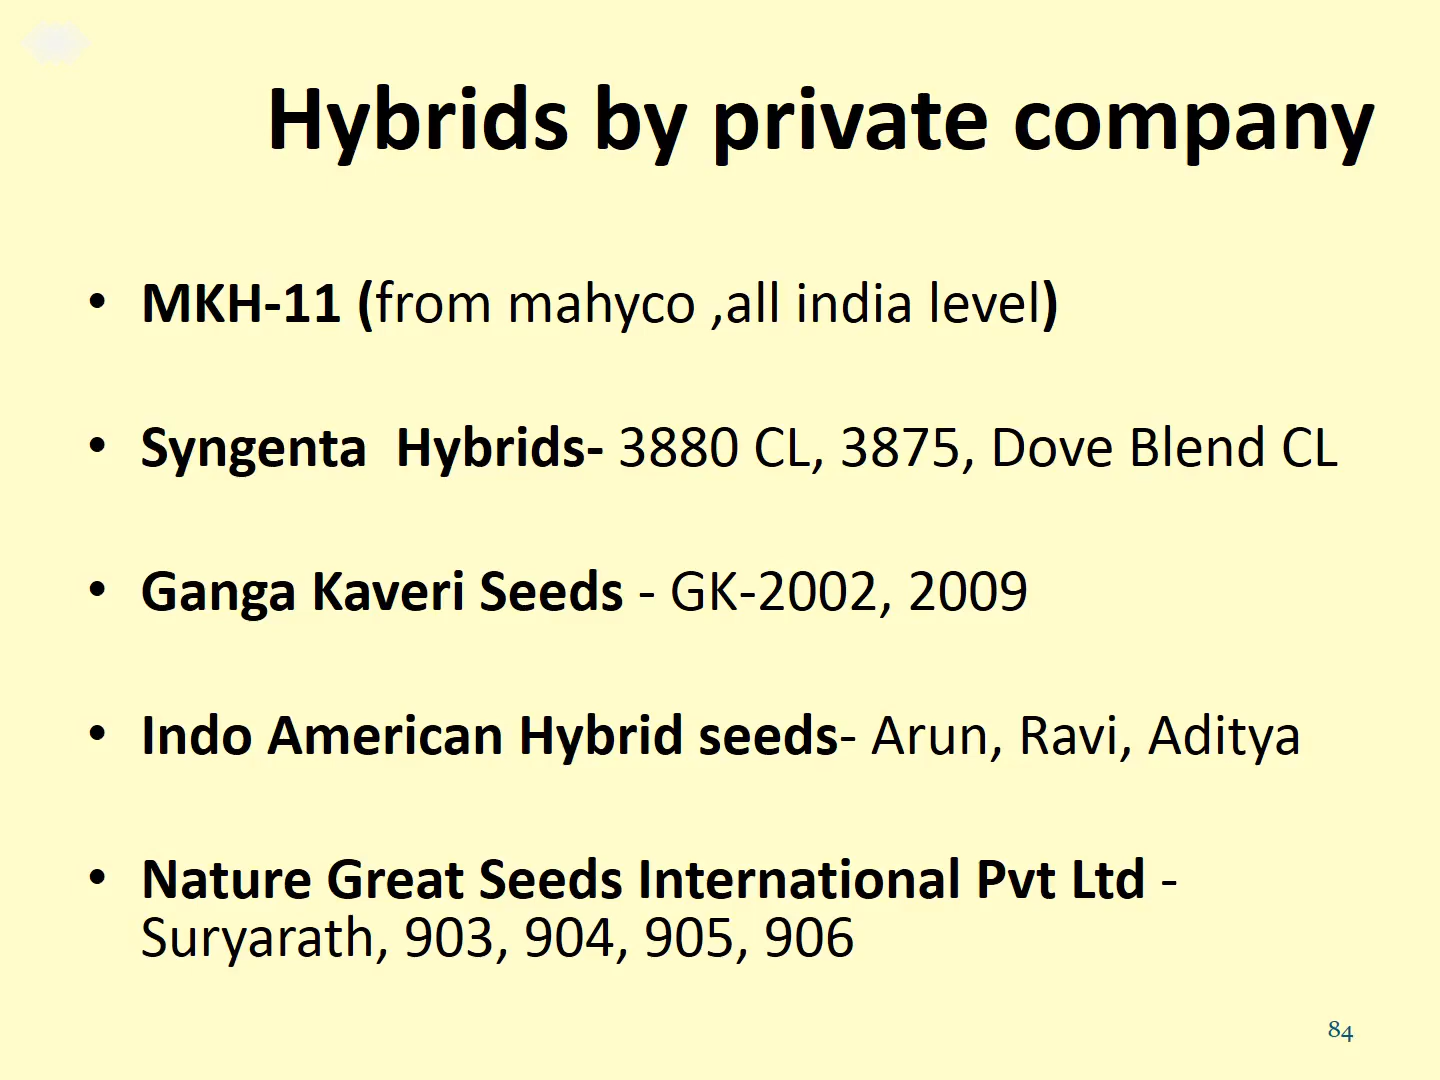 Hybrids by private company
• MKH-11 (from mahyco ,all india level)
• Syngenta  Hybrids- 3880 CL, 3875, Dove Blend CL
• Ganga Kaveri Seeds - GK-2002, 2009
• Indo American Hybrid seeds- Arun, Ravi, Aditya
• Nature Great Seeds International Pvt Ltd -
Suryarath, 903, 904, 905, 906
84